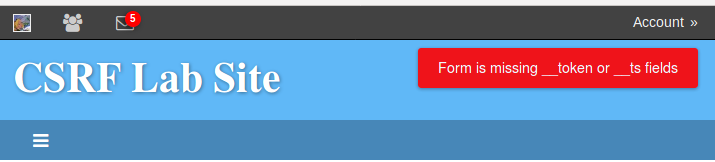 5
Account »
CSRF Lab Site
Form is missing __token or __ts fields